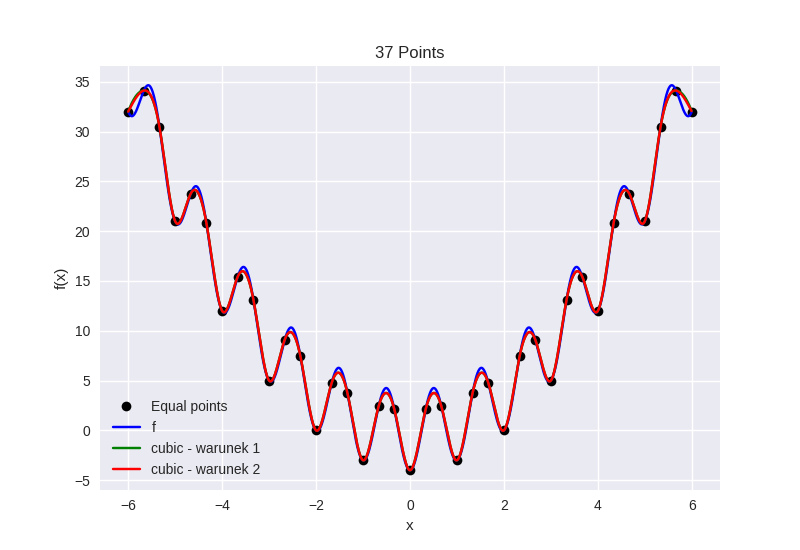 37 Points
f(x)
35
30
25
20
15
10
5
0
−5
Equal points
f
cubic - warunek 1
cubic - warunek 2
−6 −4 −2 0 2 4 6
x